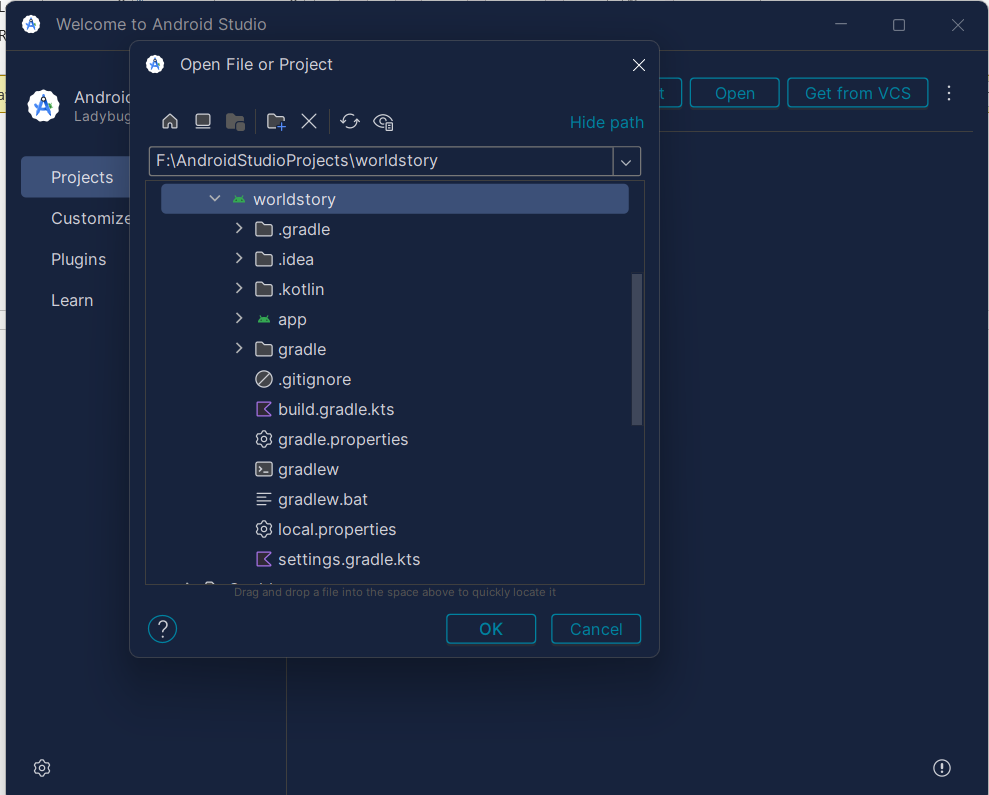 Welcome to Android Studio
Open File or Project
Android
Ladybug
t
Open
Get from VCS
Hide path
F:\AndroidStudioProjects\worldstory
Projects
Customize
Plugins
Learn
worldstory
.gradle
.idea
.kotlin
app
gradle
.gitignore
build.gradle.kts
gradle.properties
gradlew
gradlew.bat
local.properties
settings.gradle.kts
Drag and drop a file into the space above to quickly locate it
?
OK
Cancel